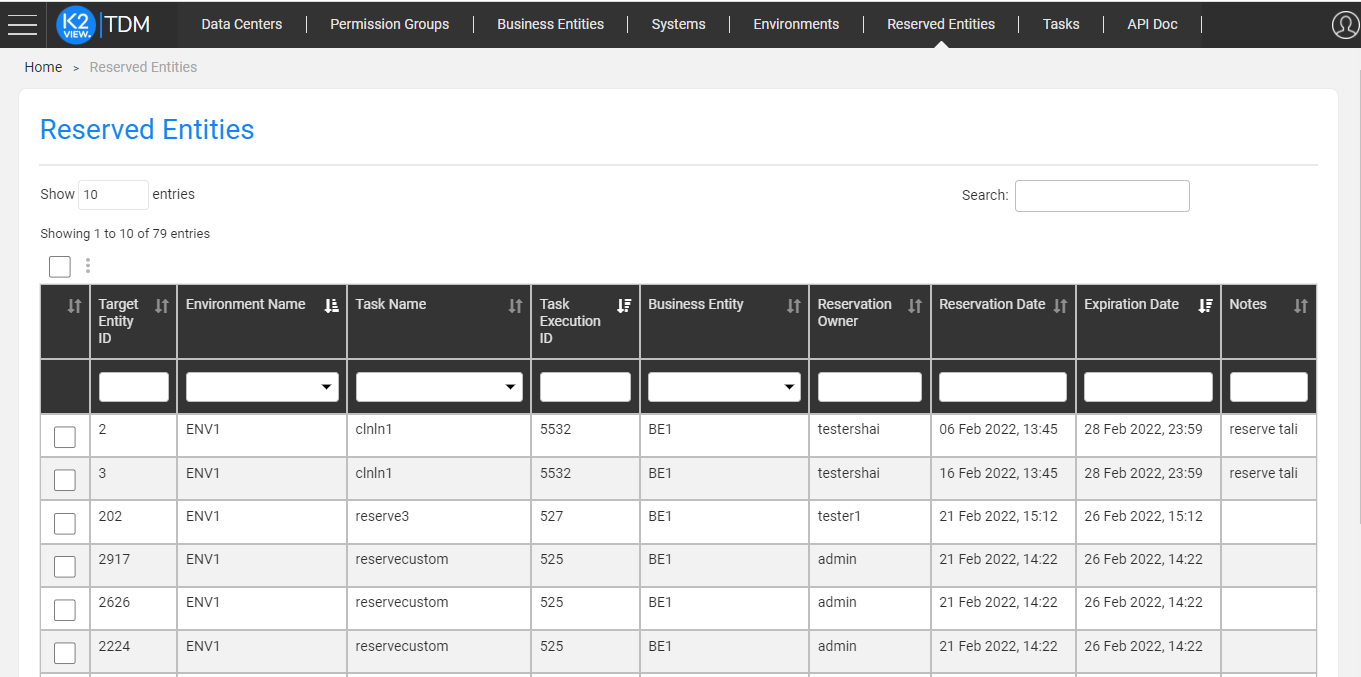 K2 VIEW. TDM Data Centers Permission Groups Business Entities Systems Environments Reserved Entities Tasks API Doc
Home > Reserved Entities
Reserved Entities
Show 10 entries Search:
Showing 1 to 10 of 79 entries
Target Entity ID Environment Name Task Name Task Execution ID Business Entity Reservation Owner Reservation Date Expiration Date Notes
2 ENV1 clnln1 5532 BE1 testershai 06 Feb 2022, 13:45 28 Feb 2022, 23:59 reserve tali
3 ENV1 clnln1 5532 BE1 testershai 16 Feb 2022, 13:45 28 Feb 2022, 23:59 reserve tali
202 ENV1 reserve3 527 BE1 tester1 21 Feb 2022, 15:12 26 Feb 2022, 15:12
2917 ENV1 reservecustom 525 BE1 admin 21 Feb 2022, 14:22 26 Feb 2022, 14:22
2626 ENV1 reservecustom 525 BE1 admin 21 Feb 2022, 14:22 26 Feb 2022, 14:22
2224 ENV1 reservecustom 525 BE1 admin 21 Feb 2022, 14:22 26 Feb 2022, 14:22